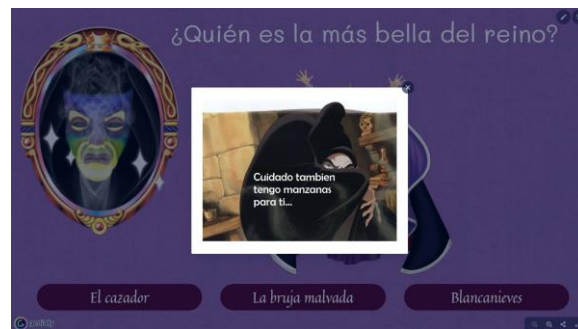 ¿Quién es la más bella del reino?
Cuidado tambien
tengo manzanas
para ti...
El cazador
La bruja malvada
Blancanieves